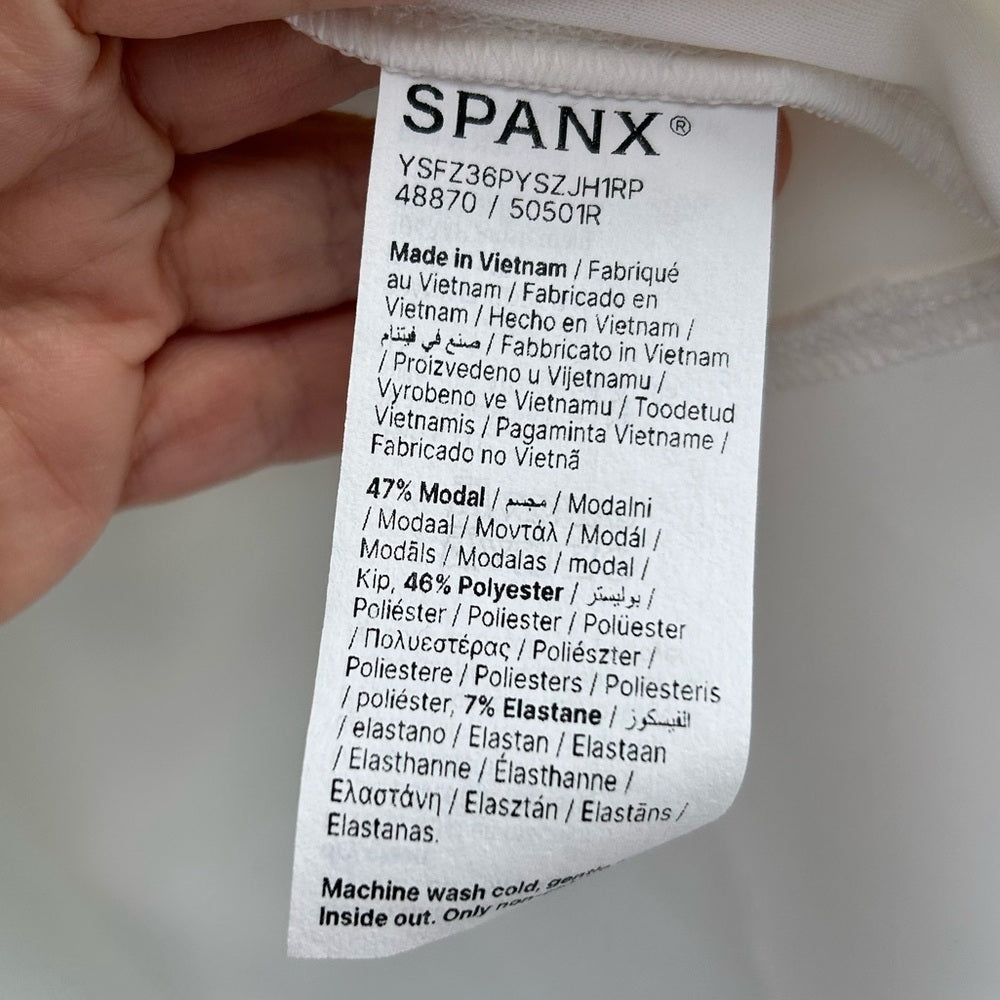 SPANX®
YSFZ36PYSZJH1RP
48870 / 50501R
Made in Vietnam / Fabriqué
au Vietnam / Fabricado en
Vietnam / Hecho en Vietnam /
صنع في فيتنام / Fabbricato in Vietnam
/ Proizvedeno u Vijetnamu /
Vyrobeno ve Vietnamu / Toodetud
Vietnamis / Pagaminta Vietname /
Fabricado no Vietnã
47% Modal / مجسم / Modalni
/ Modaal / Μοντάλ / Modál /
Modāls / Modalas / modal /
Kip, 46% Polyester / بوليستر /
Poliéster / Poliester / Polüester
/ Πολυεστέρας / Poliészter /
Poliestere / Poliesters / Poliesteris
/ poliéster, 7% Elastane / الفيسكوز
/ elastano / Elastan / Elastaan
/ Elasthanne / Élasthanne /
Ελαστάνη / Elasztán / Elastāns /
Elastanas.
Machine wash cold,
Inside out. Only